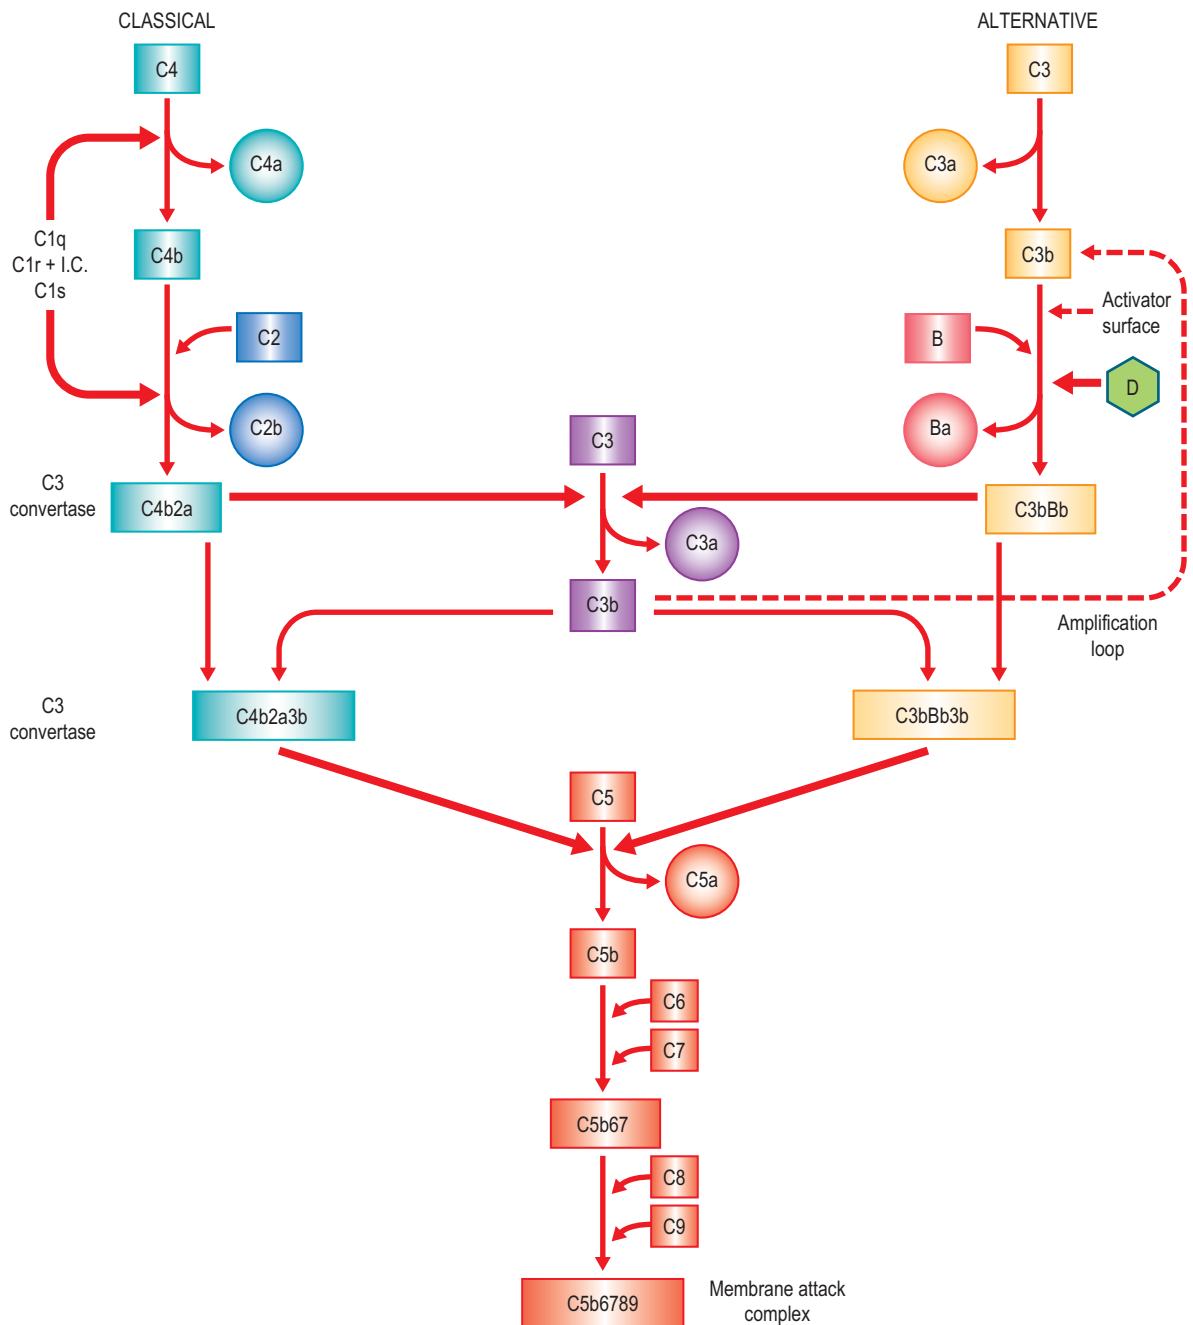 CLASSICAL
ALTERNATIVE
C4
C3
C4a
C3a
C1q
C1r + I.C.
C1s
C4b
C3b
Activator
surface
C2
B
D
C2b
Ba
C3
C3
convertase
C4b2a
C3bBb
C3a
C3b
Amplification
loop
C3
convertase
C4b2a3b
C3bBb3b
C5
C5a
C5b
C6
C7
C5b67
C8
C9
C5b6789
Membrane attack
complex